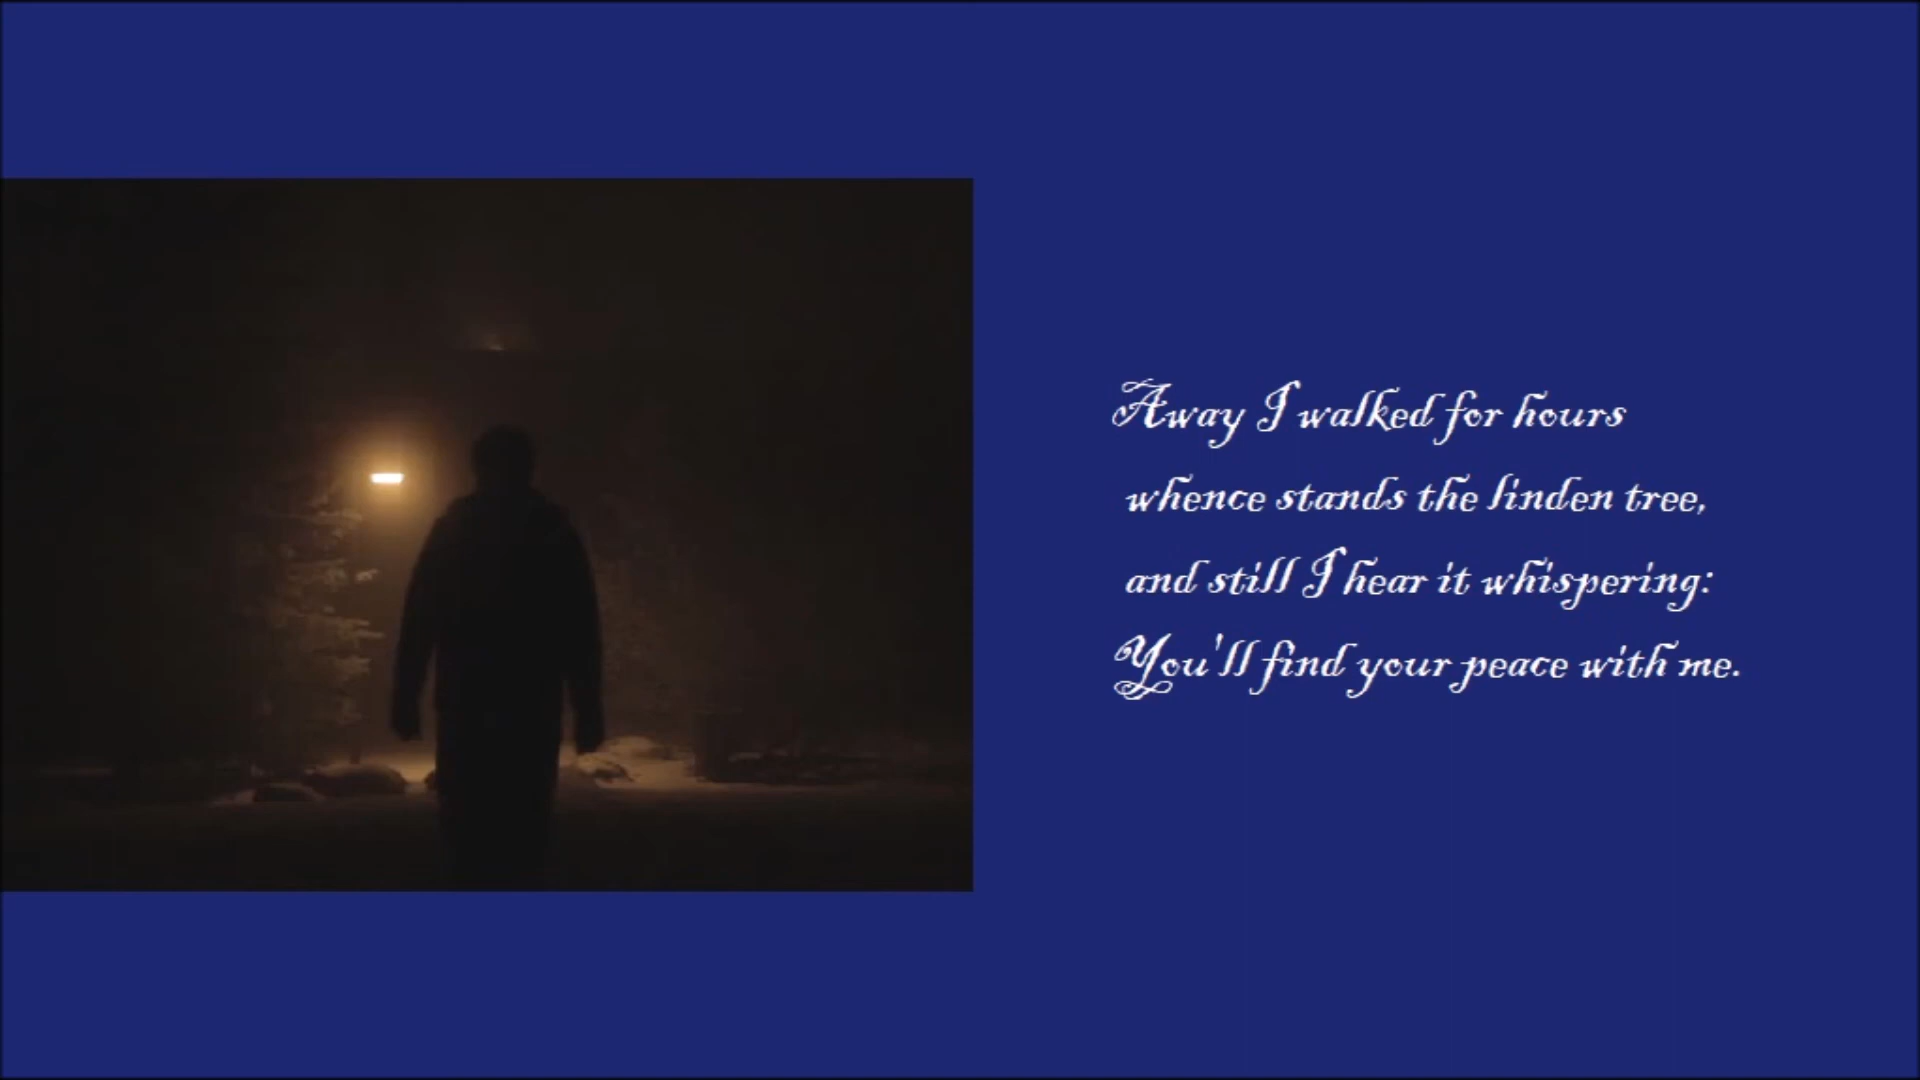 Away I walked for hours
whence stands the linden tree,
and still I hear it whispering:
You'll find your peace with me.